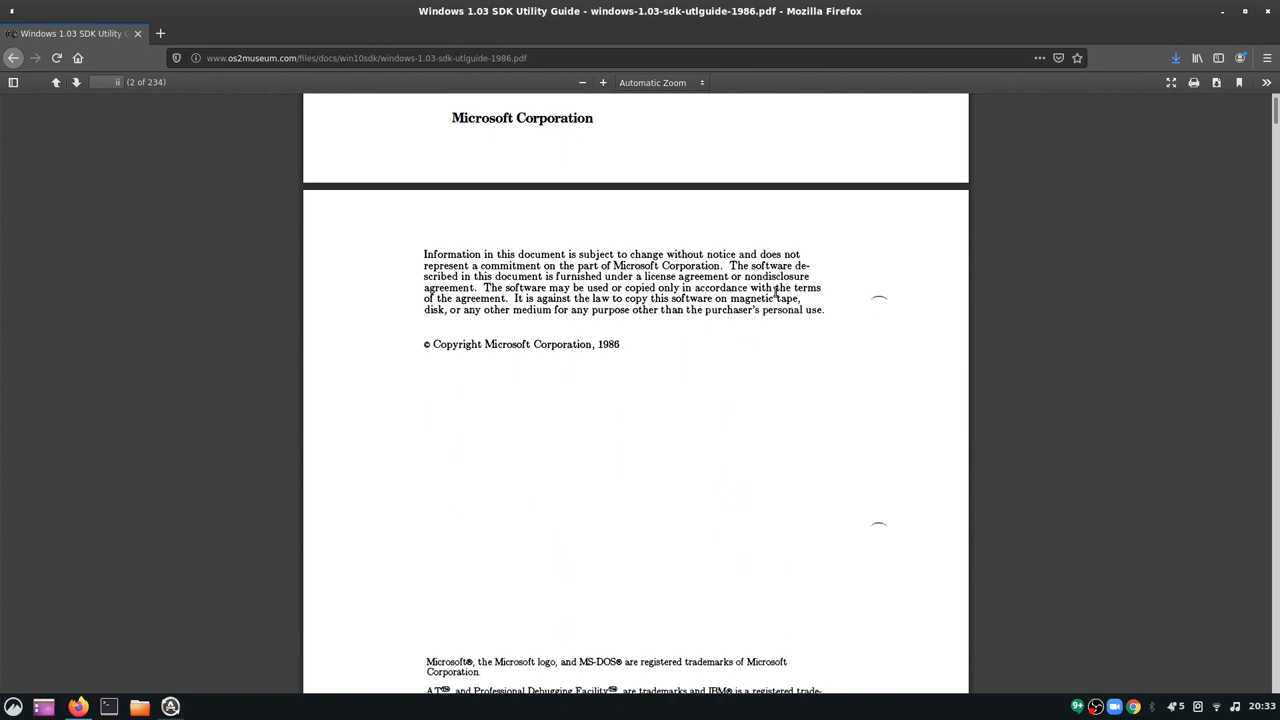 Windows 1.03 SDK Utility Guide - windows-1.03-sdk-utlguide-1986.pdf - Mozilla Firefox
Windows 1.03 SDK Utility G
www.os2museum.com/files/docs/win10sdk/windows-1.03-sdk-utlguide-1986.pdf
ii (2 of 234)
Automatic Zoom
Microsoft Corporation
Information in this document is subject to change without notice and does not
represent a commitment on the part of Microsoft Corporation. The software de-
scribed in this document is furnished under a license agreement or nondisclosure
agreement. The software may be used or copied only in accordance with the terms
of the agreement. It is against the law to copy this software on magnetic tape,
disk, or any other medium for any purpose other than the purchaser's personal use.
© Copyright Microsoft Corporation, 1986
Microsoft®, the Microsoft logo, and MS-DOS® are registered trademarks of Microsoft
Corporation.
AT™ and Professional Debugging Facility™ are trademarks and IBM® is a registered trade-
9+
5
20:33